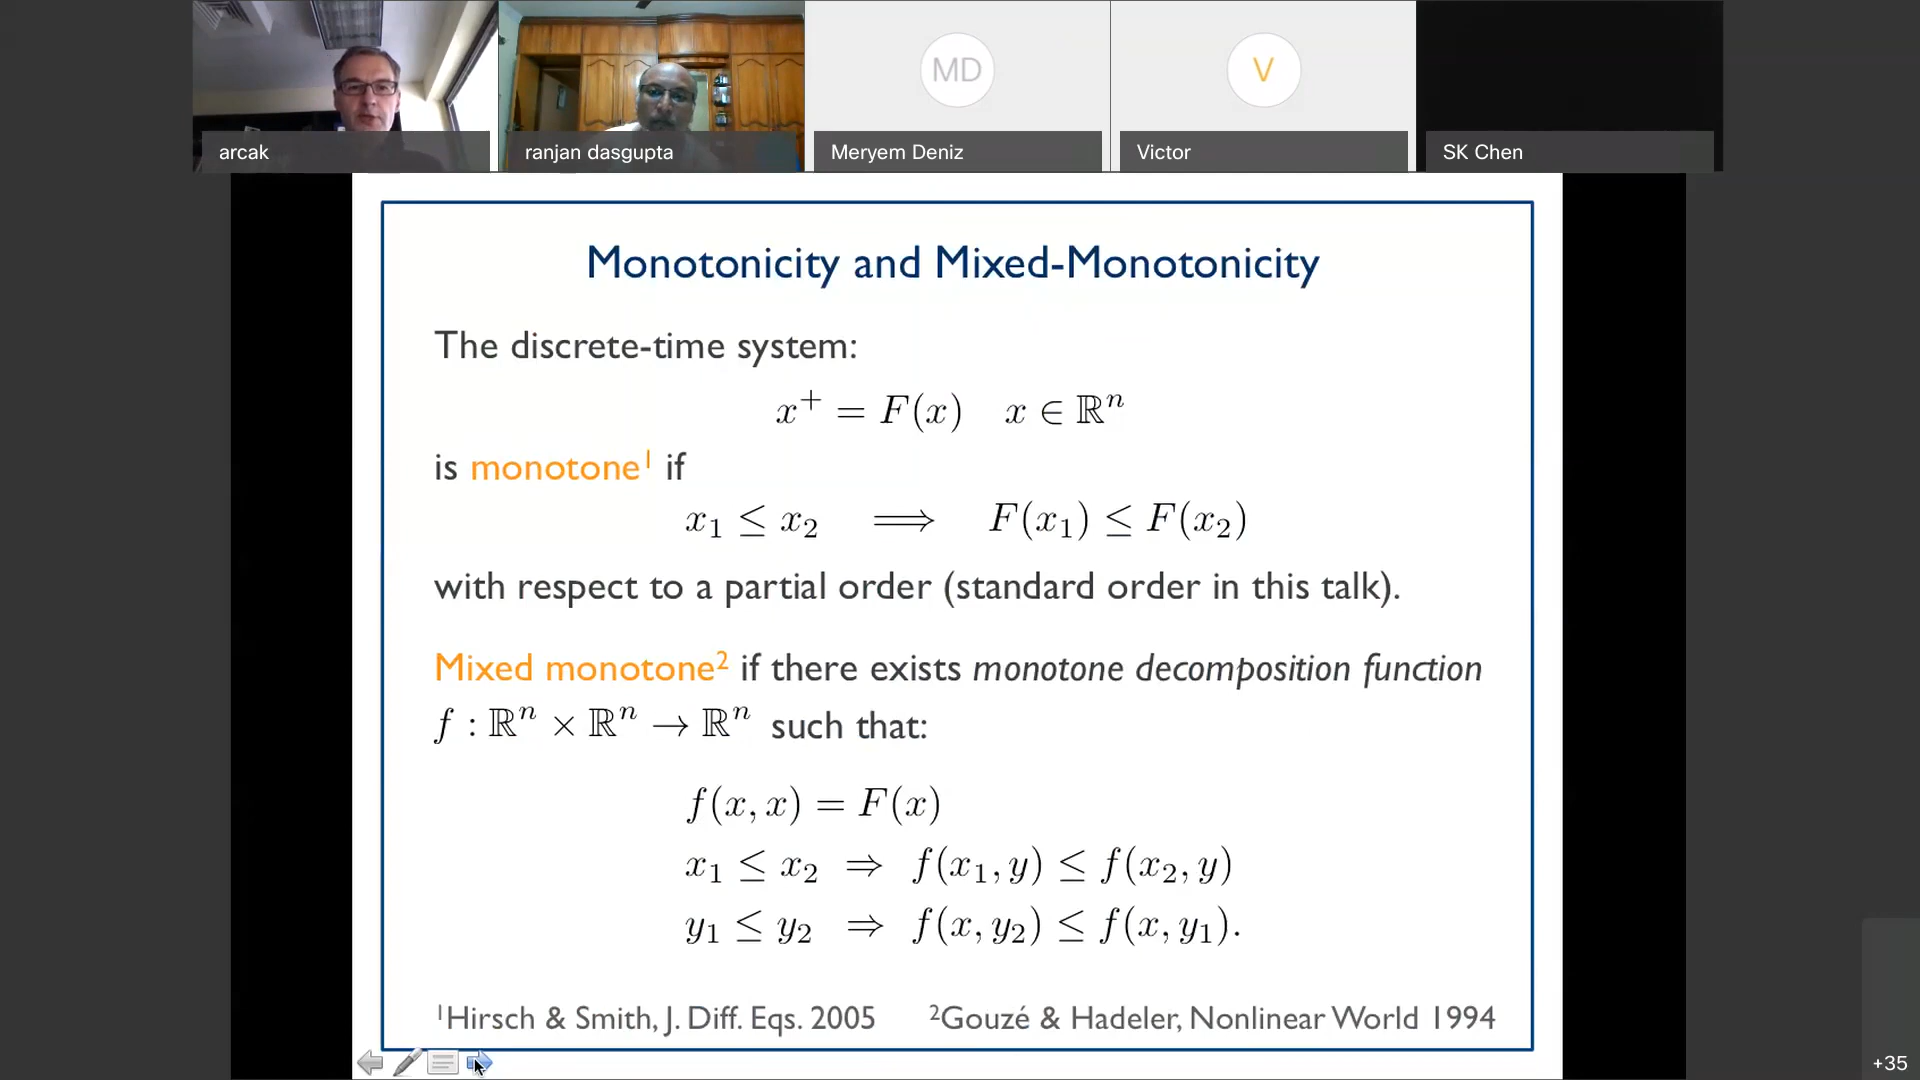 MD
V
arcak
ranjan dasgupta
Meryem Deniz
Victor
SK Chen
Monotonicity and Mixed-Monotonicity
The discrete-time system:
x⁺ = F(x)   x ∈ ℝⁿ
is monotone¹ if
x₁ ≤ x₂ ⟹ F(x₁) ≤ F(x₂)
with respect to a partial order (standard order in this talk).
Mixed monotone² if there exists monotone decomposition function
f : ℝⁿ × ℝⁿ → ℝⁿ such that:
f(x, x) = F(x)
x₁ ≤ x₂ ⇒ f(x₁, y) ≤ f(x₂, y)
y₁ ≤ y₂ ⇒ f(x, y₂) ≤ f(x, y₁).
¹Hirsch & Smith, J. Diff. Eqs. 2005   ²Gouzé & Hadeler, Nonlinear World 1994
+35